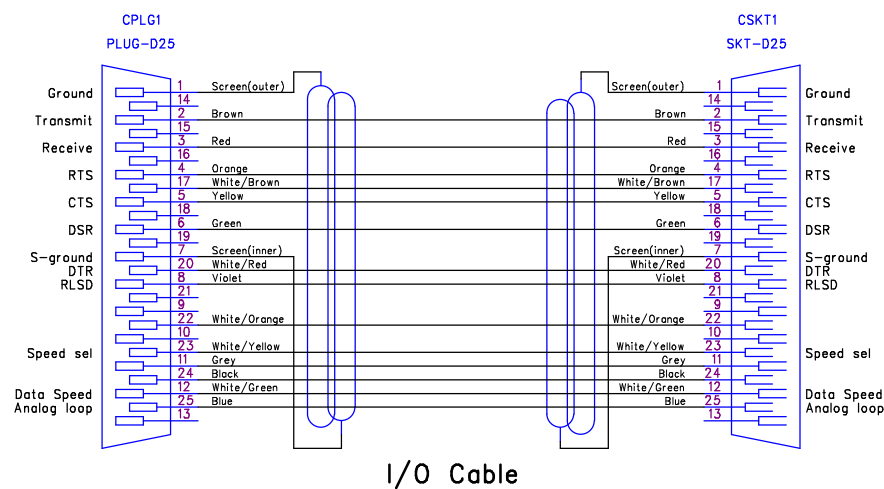 CPLG1 CSKT1
PLUG-D25 SKT-D25
Ground 1 Screen(outer) Screen(outer) 1 Ground
14 14
Transmit 2 Brown Brown 2 Transmit
15 15
Receive 3 Red Red 3 Receive
16 16
RTS 4 Orange Orange 4 RTS
17 White/Brown White/Brown 17
CTS 5 Yellow Yellow 5 CTS
18 18
DSR 6 Green Green 6 DSR
19 19
S-ground 7 Screen(inner) Screen(inner) 7 S-ground
DTR 20 White/Red White/Red 20 DTR
RLSD 8 Violet Violet 8 RLSD
21 21
9 9
22 White/Orange White/Orange 22
10 10
Speed sel 23 White/Yellow White/Yellow 23 Speed sel
11 Grey Grey 11
24 Black Black 24
Data Speed 12 White/Green White/Green 12 Data Speed
Analog loop 25 Blue Blue 25 Analog loop
13 13
I/O Cable